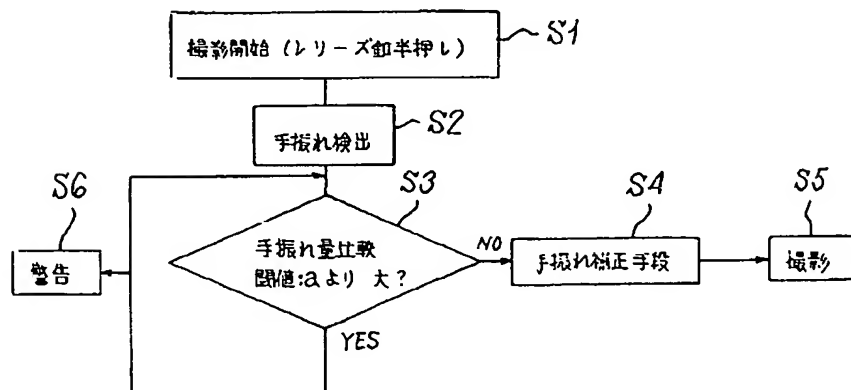 撮影開始(レリーズ釦半押し)
S1
手振れ検出
S2
S3
手振れ量比較
閾値:aより 大?
NO
YES
S4
手振れ補正手段
S5
撮影
S6
警告